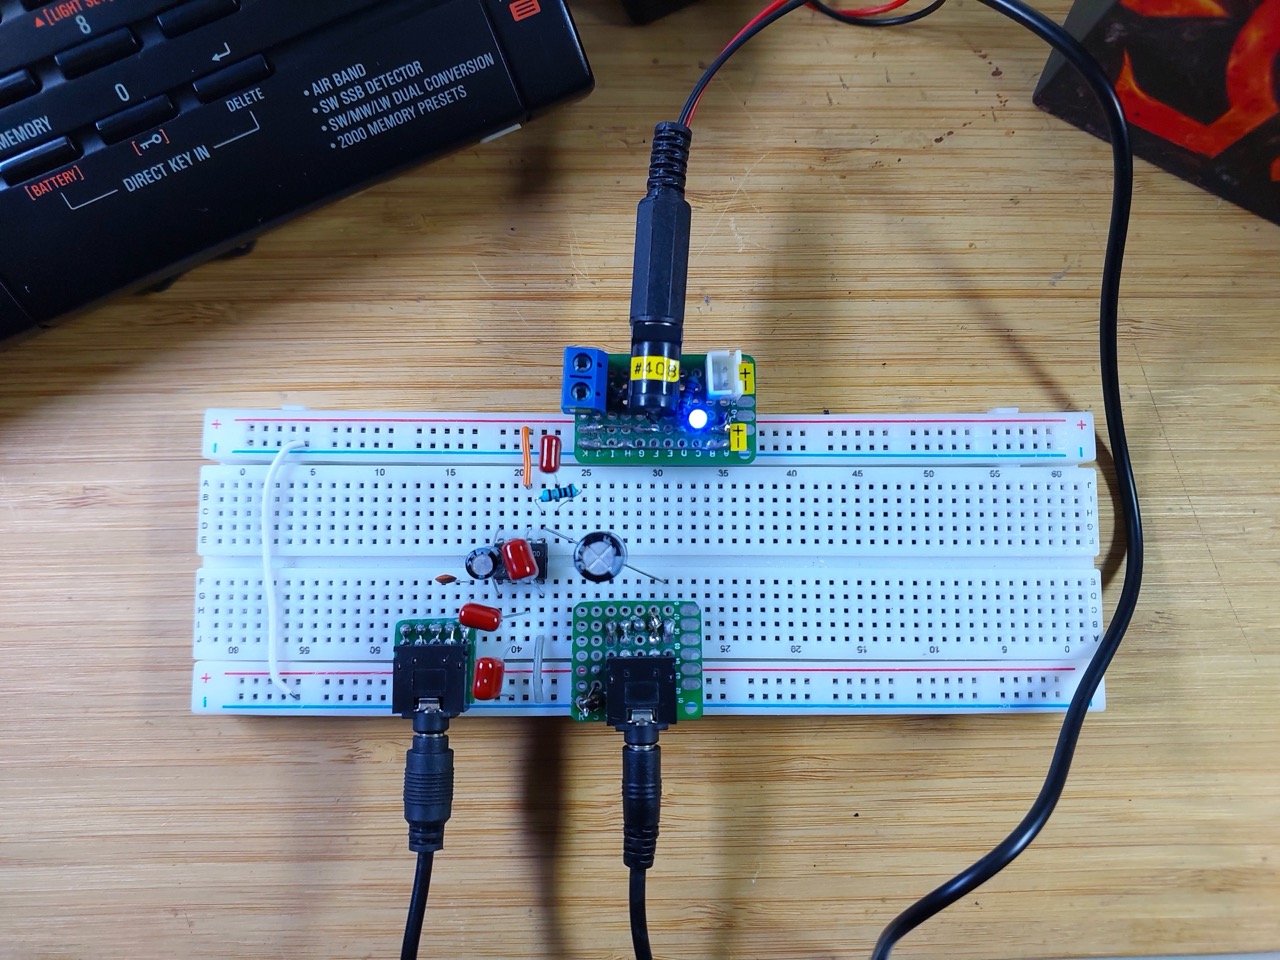 ▲[LIGHT SE
8
0
↵
MEMORY
[BATTERY]
DELETE
DIRECT KEY IN
• AIR BAND
• SW SSB DETECTOR
• SW/MW/LW DUAL CONVERSION
• 2000 MEMORY PRESETS
#408
+
+
-
K J I H G F E D C B A
+ +
0 5 15 20 25 30 35 40 45 50 55 60
A B C D E
J I H G F
F G H I J
E D C B A
60 55 50 40 25 20 15 10 5 0
+ +